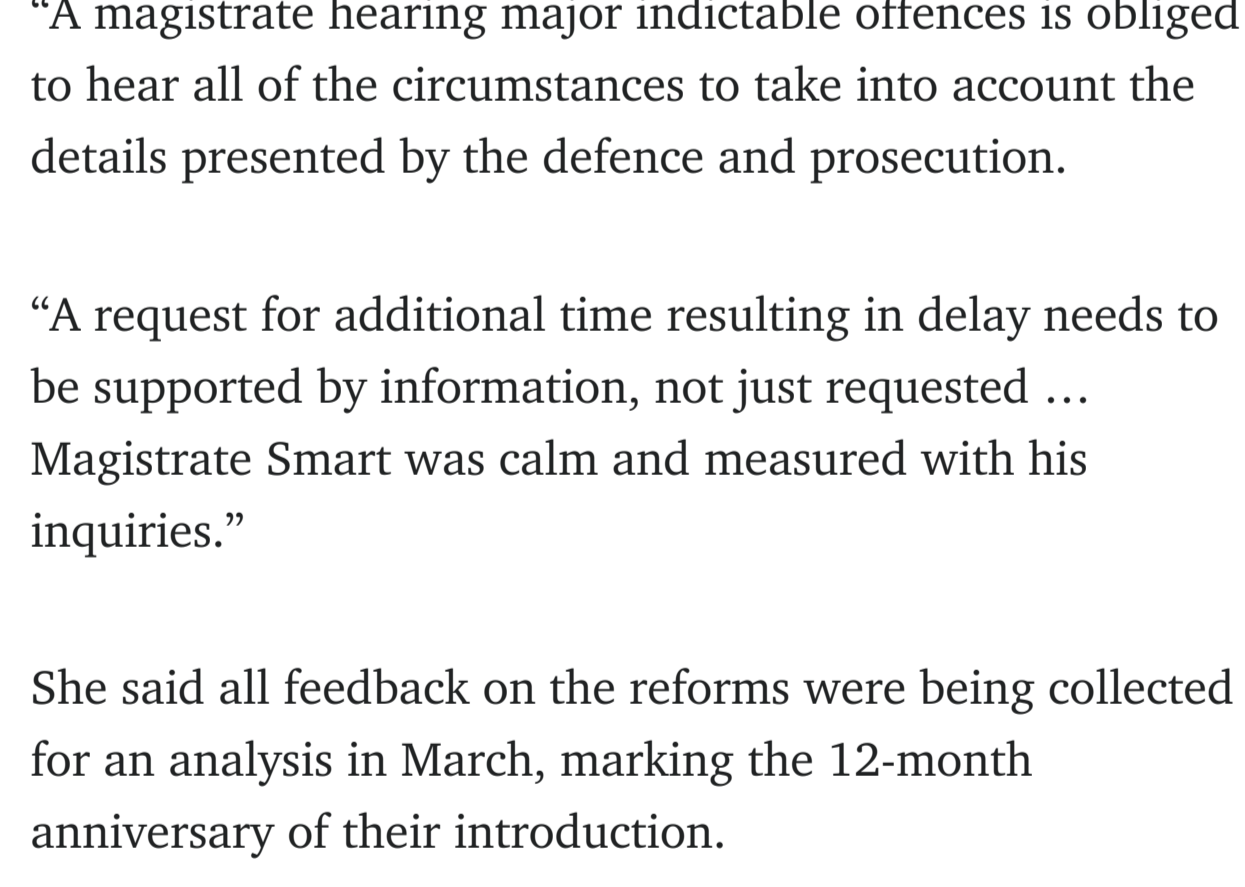 “A magistrate hearing major indictable offences is obliged
to hear all of the circumstances to take into account the
details presented by the defence and prosecution.
“A request for additional time resulting in delay needs to
be supported by information, not just requested …
Magistrate Smart was calm and measured with his
inquiries.”
She said all feedback on the reforms were being collected
for an analysis in March, marking the 12-month
anniversary of their introduction.